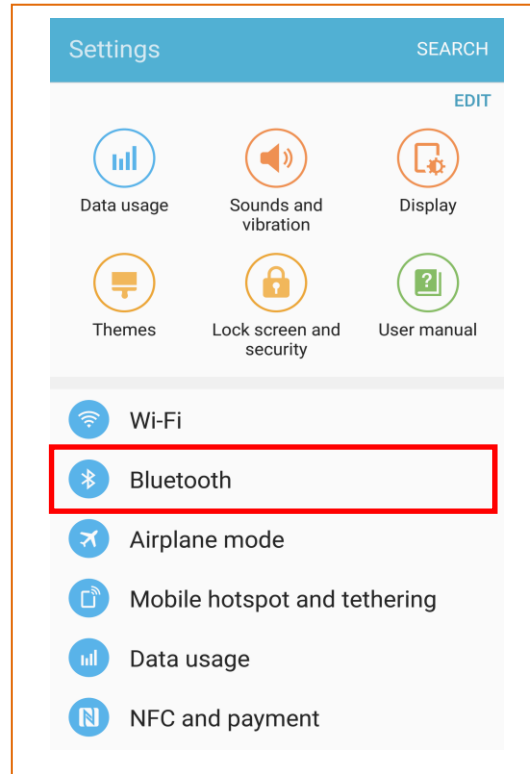 Settings SEARCH
EDIT
Data usage
Sounds and
vibration
Display
Themes
Lock screen and
security
User manual
Wi-Fi
Bluetooth
Airplane mode
Mobile hotspot and tethering
Data usage
NFC and payment